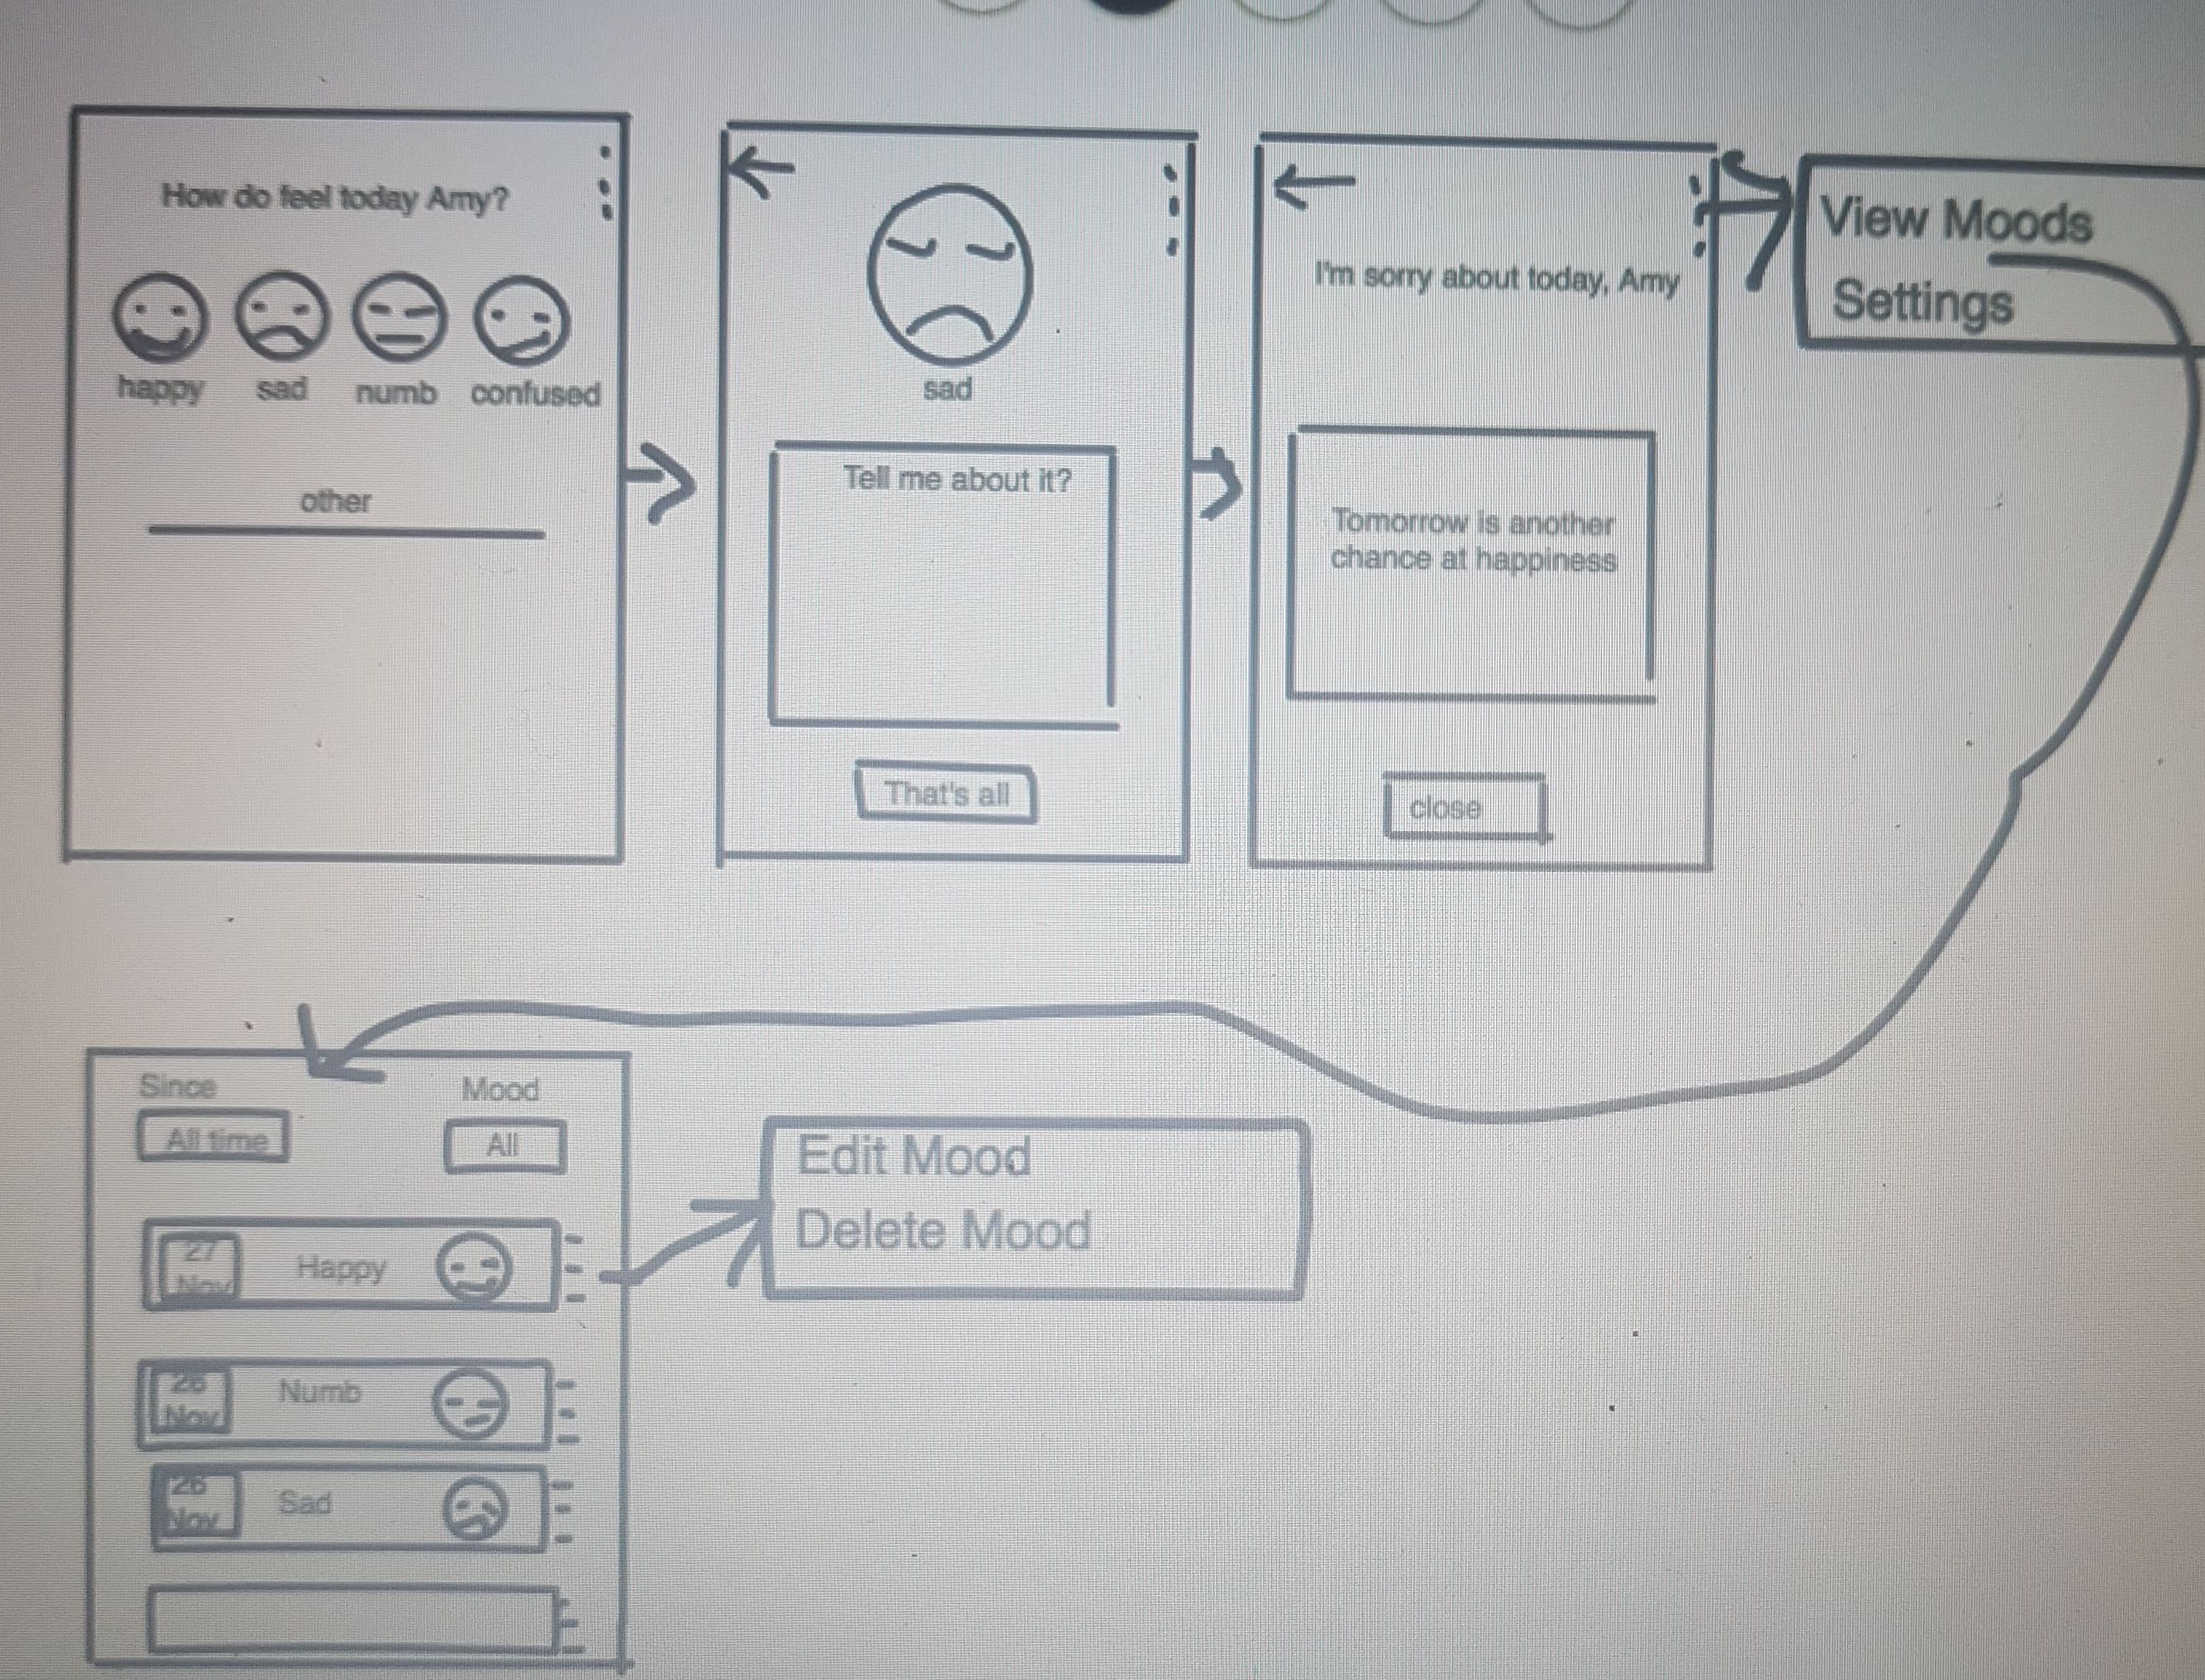 How do feel today Amy?
happy sad numb confused
other
sad
Tell me about it?
That's all
I'm sorry about today, Amy
Tomorrow is another
chance at happiness
close
View Moods
Settings
Since
All time
Mood
All
27
Nov
Happy
Edit Mood
Delete Mood
26
Nov
Numb
26
Nov
Sad